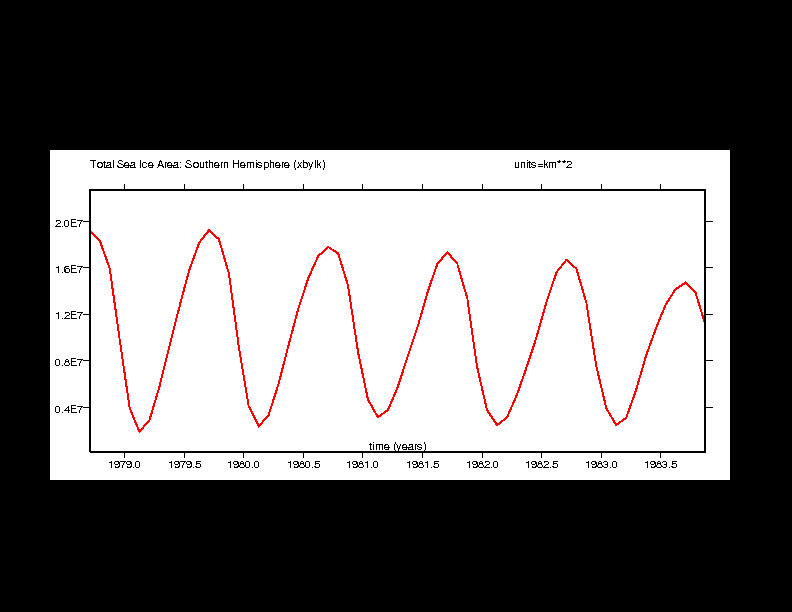 Total Sea Ice Area: Southern Hemisphere (xbylk) units=km**2
2.0E7
1.6E7
1.2E7
0.8E7
0.4E7
time (years)
1979.0 1979.5 1980.0 1980.5 1981.0 1981.5 1982.0 1982.5 1983.0 1983.5